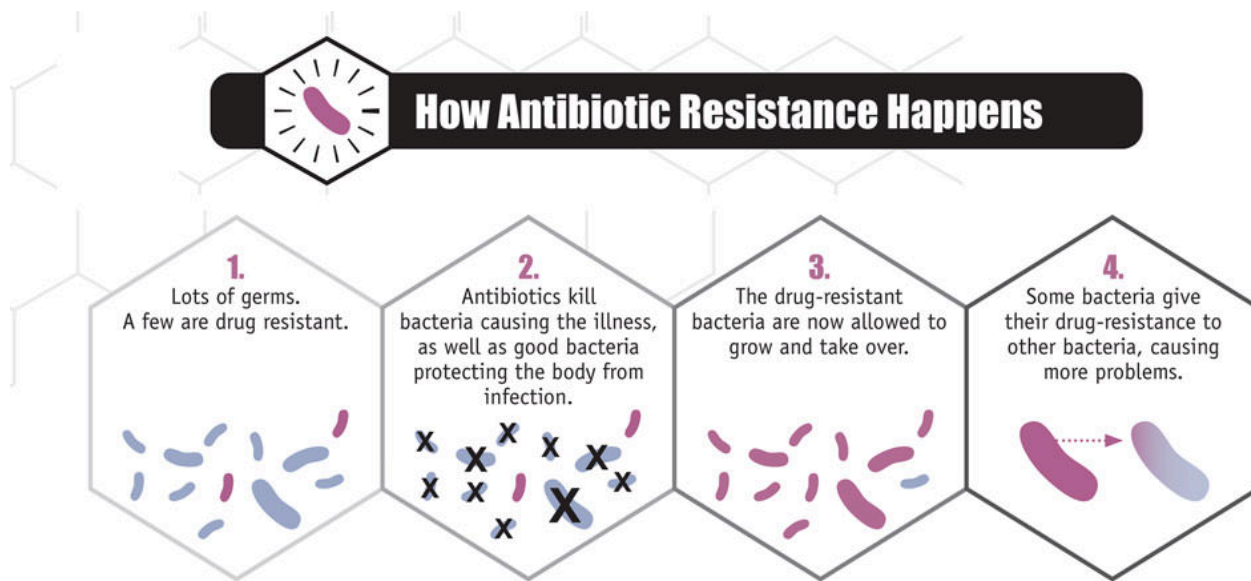 How Antibiotic Resistance Happens
1.
Lots of germs.
A few are drug resistant.
2.
Antibiotics kill
bacteria causing the illness,
as well as good bacteria
protecting the body from
infection.
X X X X X X X X X X
3.
The drug-resistant
bacteria are now allowed to
grow and take over.
4.
Some bacteria give
their drug-resistance to
other bacteria, causing
more problems.